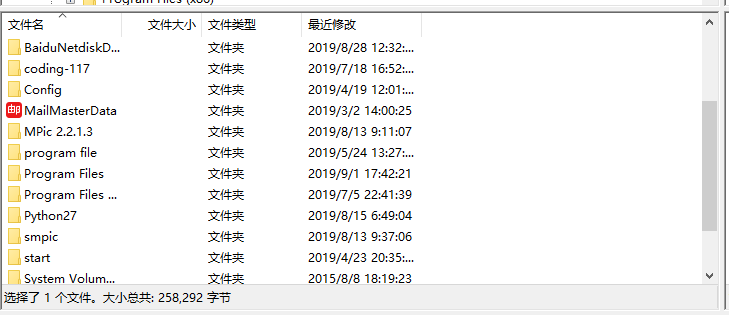 Program Files (x86)
文件名 文件大小 文件类型 最近修改
BaiduNetdiskD... 文件夹 2019/8/28 12:32:...
coding-117 文件夹 2019/7/18 16:52:...
Config 文件夹 2019/4/19 12:01:...
邮 MailMasterData 文件夹 2019/3/2 14:00:25
MPic 2.2.1.3 文件夹 2019/8/13 9:11:07
program file 文件夹 2019/5/24 13:27:...
Program Files 文件夹 2019/9/1 17:42:21
Program Files ... 文件夹 2019/7/5 22:41:39
Python27 文件夹 2019/8/15 6:49:04
smpic 文件夹 2019/8/13 9:37:06
start 文件夹 2019/4/23 20:35:...
System Volum... 文件夹 2015/8/8 18:19:23
选择了 1 个文件。大小总共: 258,292 字节